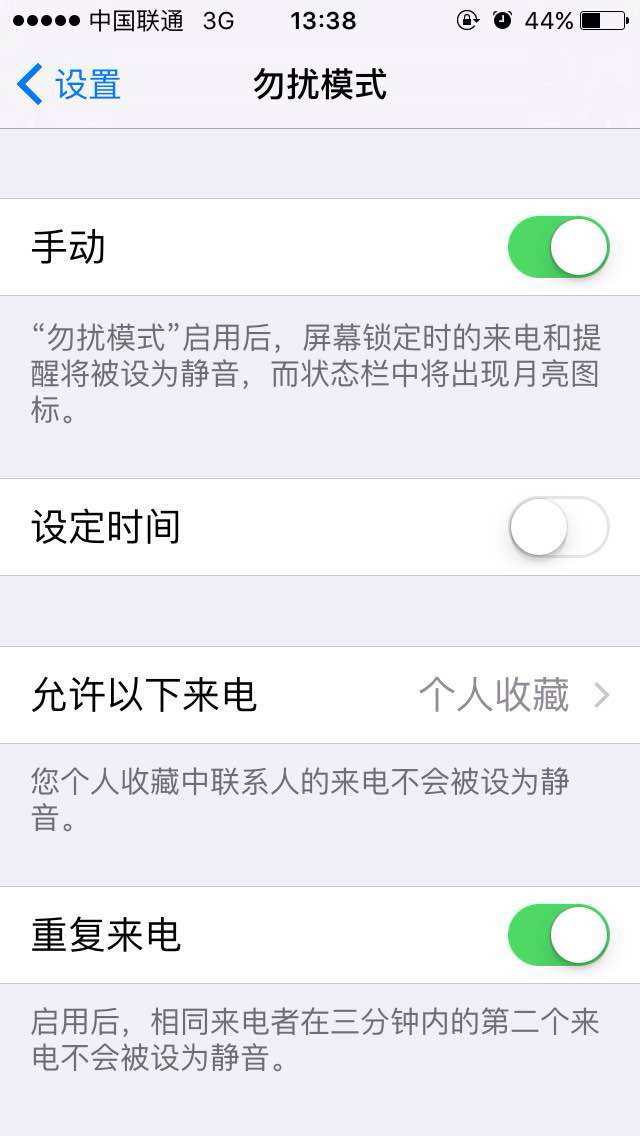 中国联通 3G 13:38 44%
设置 勿扰模式
手动
“勿扰模式”启用后，屏幕锁定时的来电和提
醒将被设为静音，而状态栏中将出现月亮图
标。
设定时间
允许以下来电 个人收藏
您个人收藏中联系人的来电不会被设为静
音。
重复来电
启用后，相同来电者在三分钟内的第二个来
电不会被设为静音。